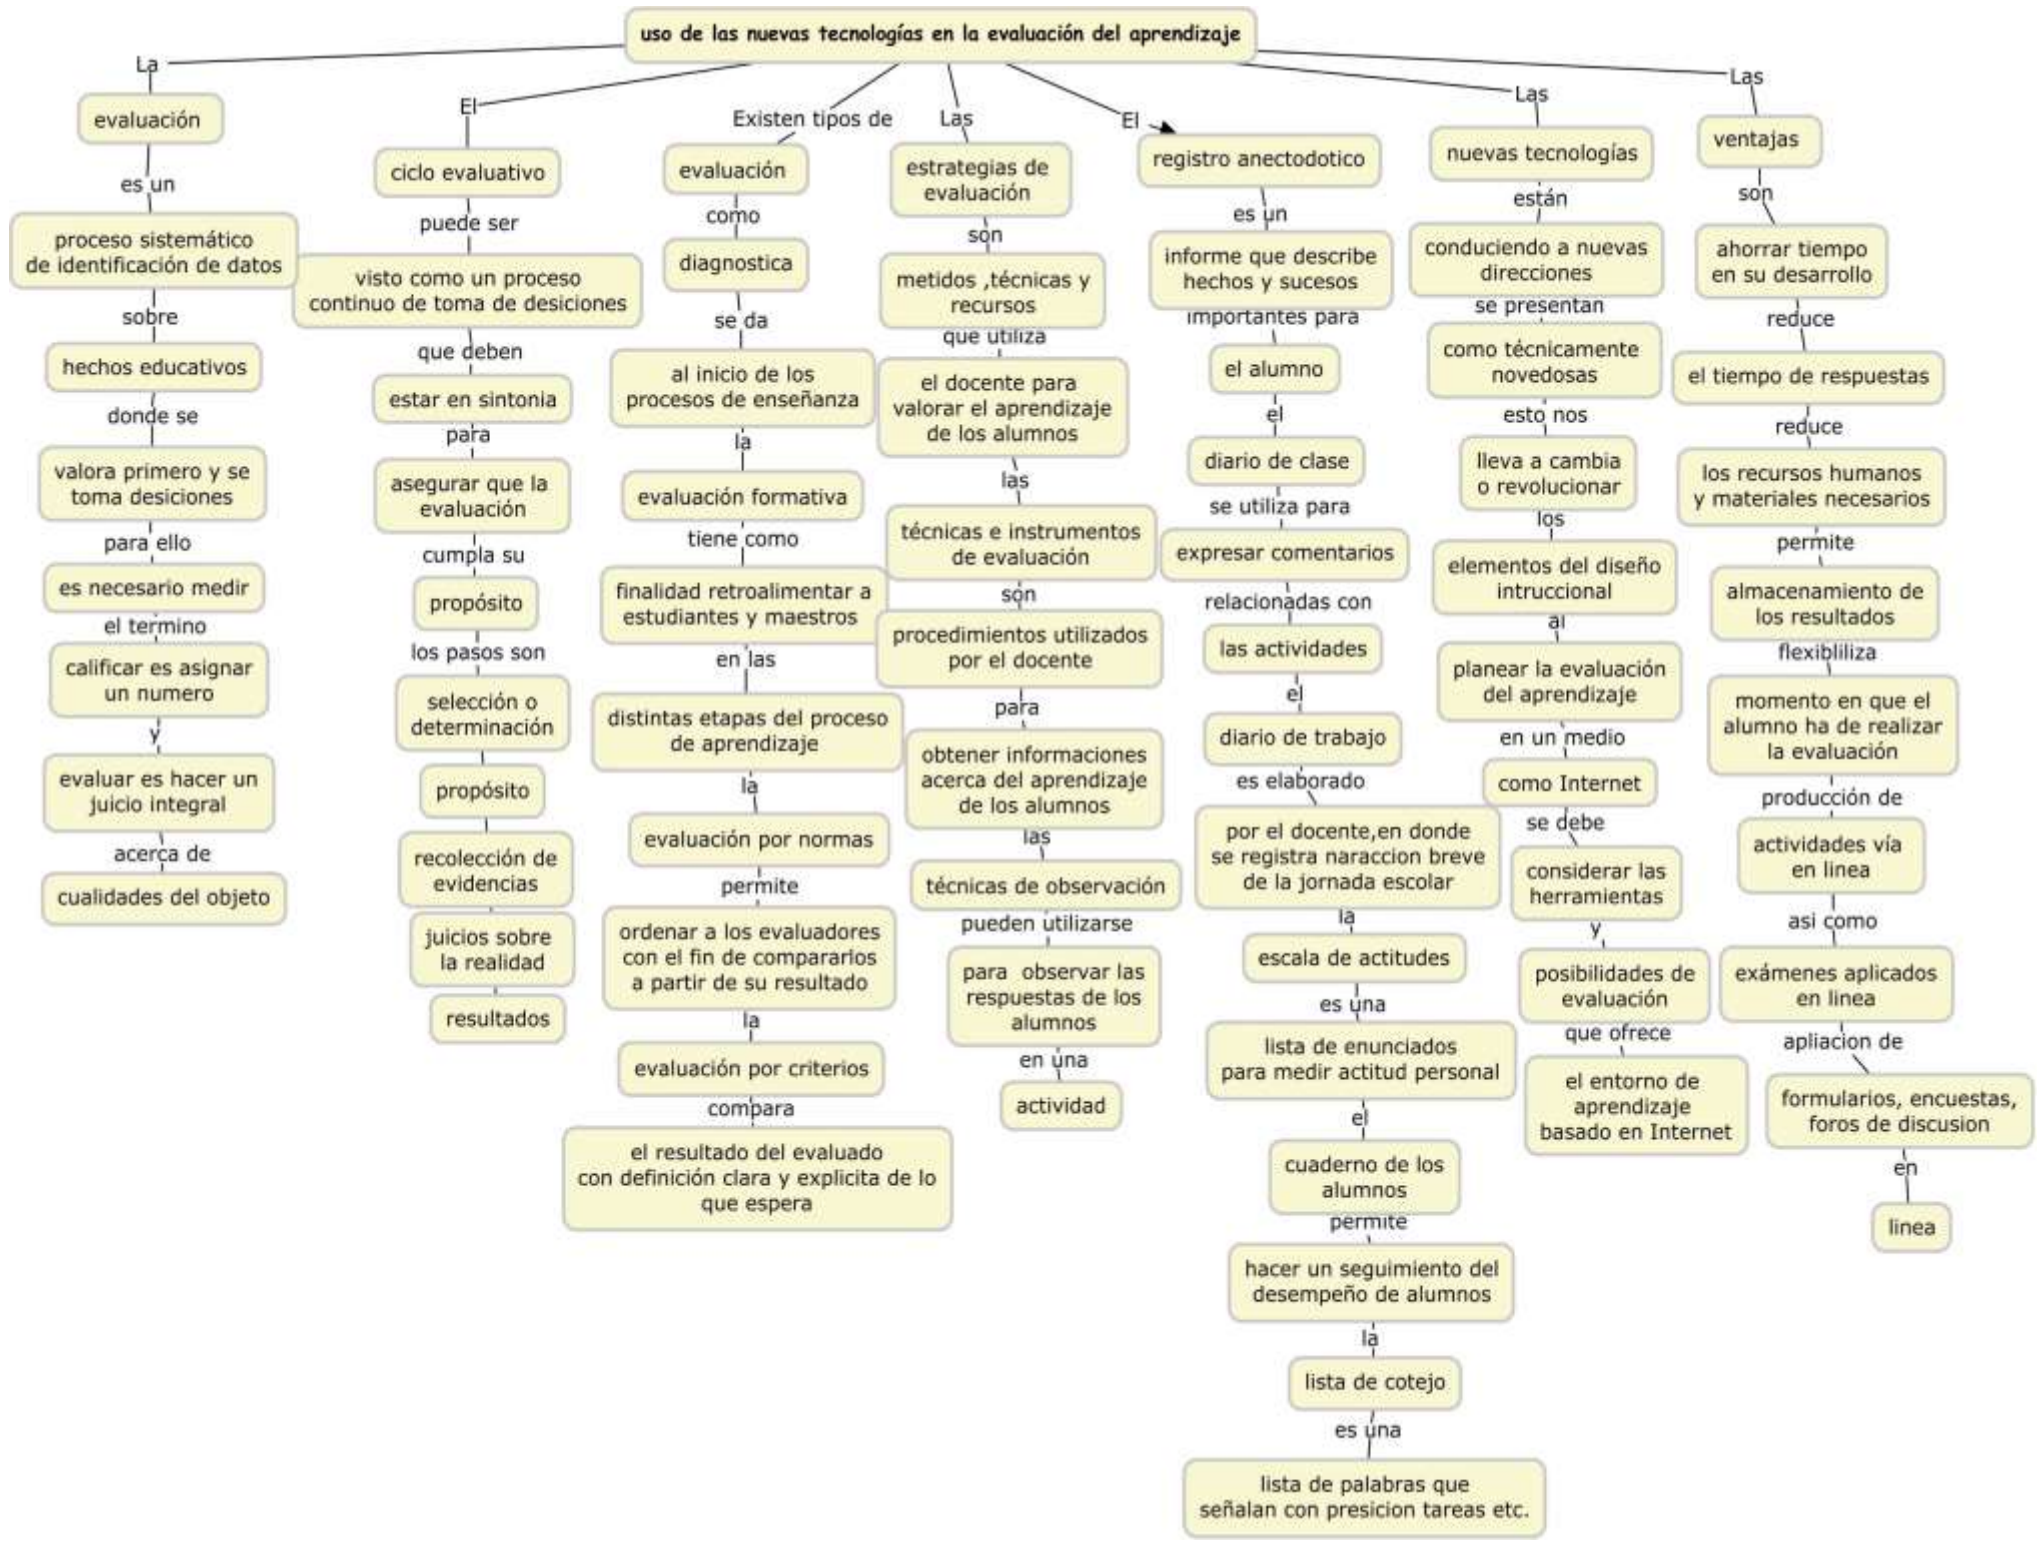 uso de las nuevas tecnologías en la evaluación del aprendizaje
La
evaluación
es un
proceso sistemático
de identificación de datos
sobre
hechos educativos
donde se
valora primero y se
toma desiciones
para ello
es necesario medir
el termino
calificar es asignar
un numero
y
evaluar es hacer un
juicio integral
acerca de
cualidades del objeto
El
ciclo evaluativo
puede ser
visto como un proceso
continuo de toma de desiciones
que deben
estar en sintonia
para
asegurar que la
evaluación
cumpla su
propósito
los pasos son
selección o
determinación
propósito
recolección de
evidencias
juicios sobre
la realidad
resultados
Existen tipos de
evaluación
como
diagnostica
se da
al inicio de los
procesos de enseñanza
la
evaluación formativa
tiene como
finalidad retroalimentar a
estudiantes y maestros
en las
distintas etapas del proceso
de aprendizaje
la
evaluación por normas
permite
ordenar a los evaluadores
con el fin de compararlos
a partir de su resultado
la
evaluación por criterios
compara
el resultado del evaluado
con definición clara y explicita de lo
que espera
Las
estrategias de
evaluación
son
metidos ,técnicas y
recursos
que utiliza
el docente para
valorar el aprendizaje
de los alumnos
las
técnicas e instrumentos
de evaluación
són
procedimientos utilizados
por el docente
para
obtener informaciones
acerca del aprendizaje
de los alumnos
las
técnicas de observación
pueden utilizarse
para observar las
respuestas de los
alumnos
en una
actividad
El
registro anectodotico
es un
informe que describe
hechos y sucesos
importantes para
el alumno
el
diario de clase
se utiliza para
expresar comentarios
relacionadas con
las actividades
el
diario de trabajo
es elaborado
por el docente,en donde
se registra naraccion breve
de la jornada escolar
la
escala de actitudes
es una
lista de enunciados
para medir actitud personal
el
cuaderno de los
alumnos
permite
hacer un seguimiento del
desempeño de alumnos
la
lista de cotejo
es una
lista de palabras que
señalan con presicion tareas etc.
Las
nuevas tecnologías
están
conduciendo a nuevas
direcciones
se presentan
como técnicamente
novedosas
esto nos
lleva a cambia
o revolucionar
los
elementos del diseño
intruccional
al
planear la evaluación
del aprendizaje
en un medio
como Internet
se debe
considerar las
herramientas
y
posibilidades de
evaluación
que ofrece
el entorno de
aprendizaje
basado en Internet
Las
ventajas
son
ahorrar tiempo
en su desarrollo
reduce
el tiempo de respuestas
reduce
los recursos humanos
y materiales necesarios
permite
almacenamiento de
los resultados
flexibliliza
momento en que el
alumno ha de realizar
la evaluación
producción de
actividades vía
en linea
asi como
exámenes aplicados
en linea
apliacion de
formularios, encuestas,
foros de discusion
en
linea